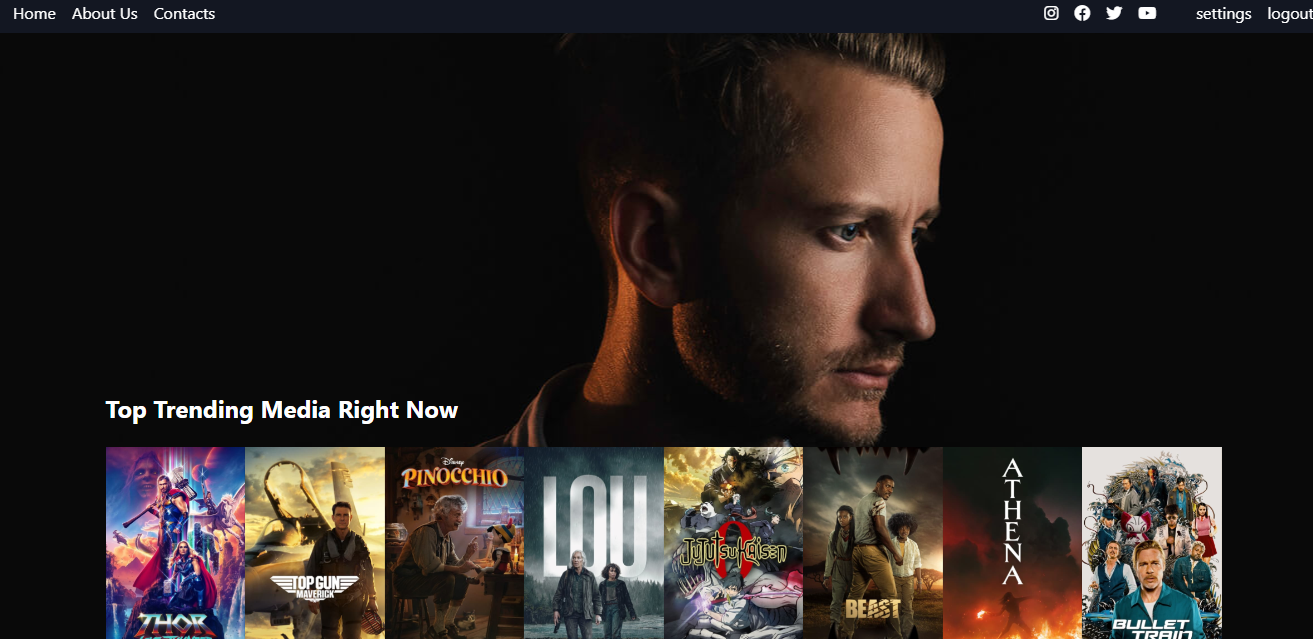 Home About Us Contacts settings logout
Top Trending Media Right Now
THOR
TOP GUN
MAVERICK
Disney
PINOCCHIO
LOU
JUJUTSU KAISEN
0
BEAST
ATHENA
BULLET
TRAIN